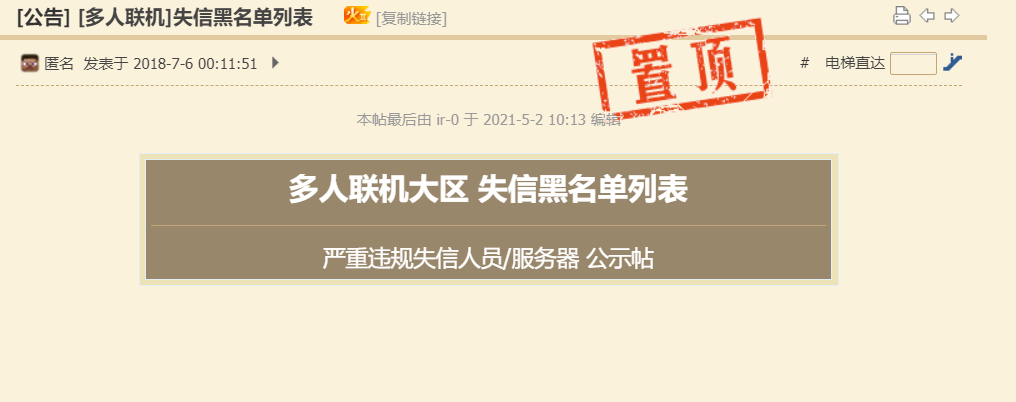 [公告] [多人联机]失信黑名单列表 火 [复制链接]
匿名 发表于 2018-7-6 00:11:51 # 电梯直达
置顶
本帖最后由 ir-0 于 2021-5-2 10:13 编辑
多人联机大区 失信黑名单列表
严重违规失信人员/服务器 公示帖